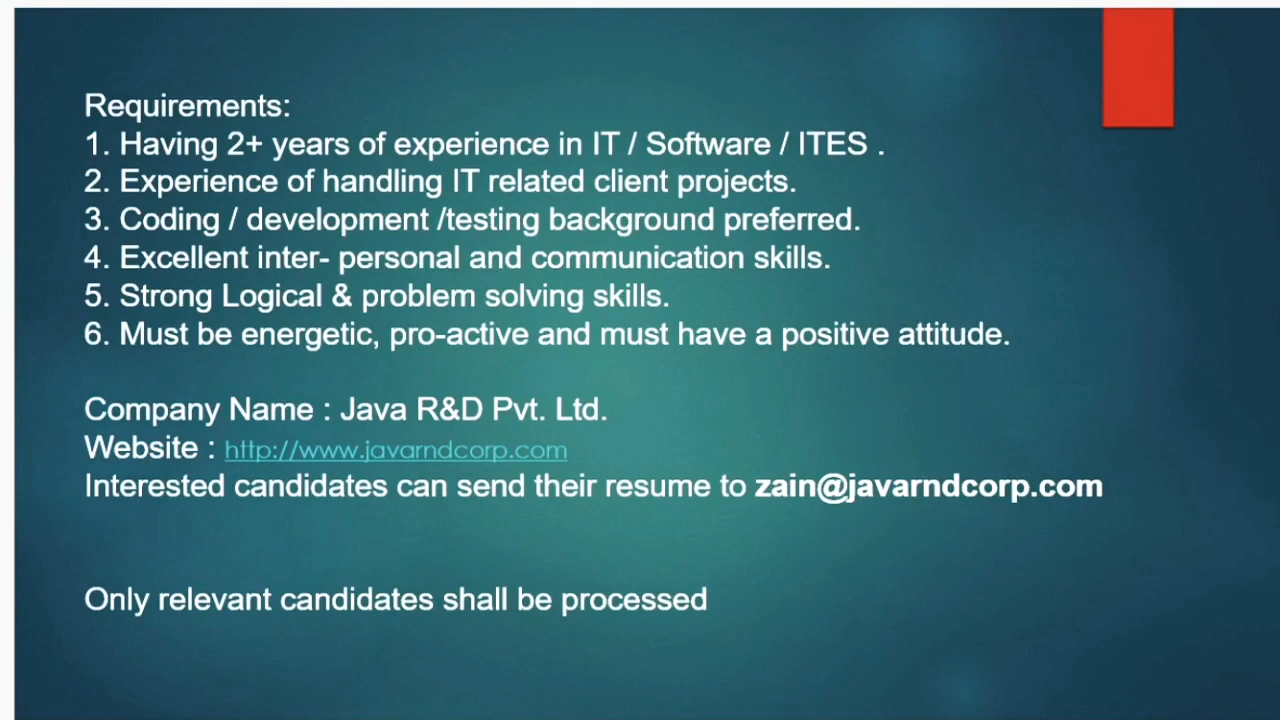 Requirements:
1. Having 2+ years of experience in IT / Software / ITES .
2. Experience of handling IT related client projects.
3. Coding / development /testing background preferred.
4. Excellent inter- personal and communication skills.
5. Strong Logical & problem solving skills.
6. Must be energetic, pro-active and must have a positive attitude.
Company Name : Java R&D Pvt. Ltd.
Website : http://www.javarndcorp.com
Interested candidates can send their resume to zain@javarndcorp.com
Only relevant candidates shall be processed